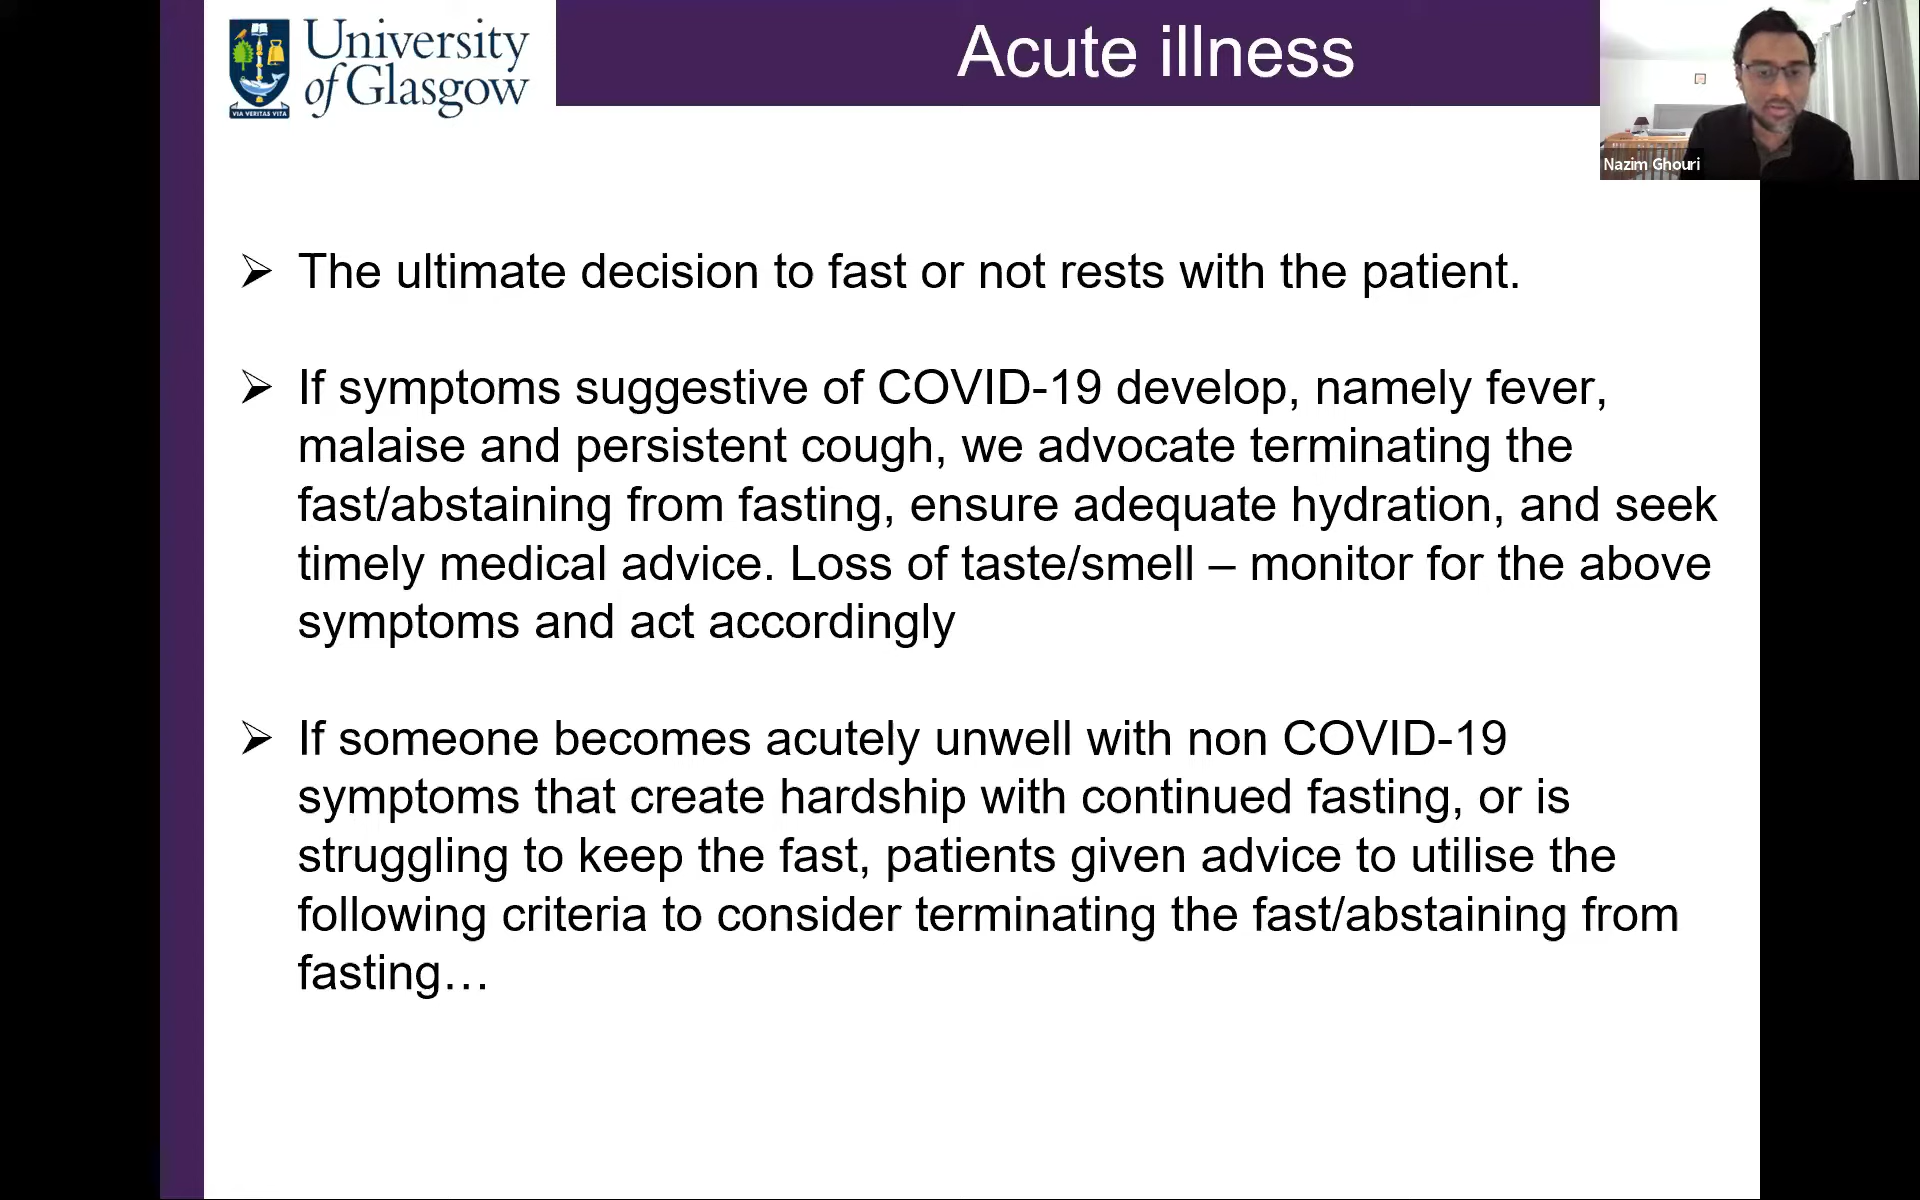 University
of Glasgow
VIA VERITAS VITA
Acute illness
Nazim Ghouri
➢ The ultimate decision to fast or not rests with the patient.
➢ If symptoms suggestive of COVID-19 develop, namely fever,
malaise and persistent cough, we advocate terminating the
fast/abstaining from fasting, ensure adequate hydration, and seek
timely medical advice. Loss of taste/smell – monitor for the above
symptoms and act accordingly
➢ If someone becomes acutely unwell with non COVID-19
symptoms that create hardship with continued fasting, or is
struggling to keep the fast, patients given advice to utilise the
following criteria to consider terminating the fast/abstaining from
fasting…